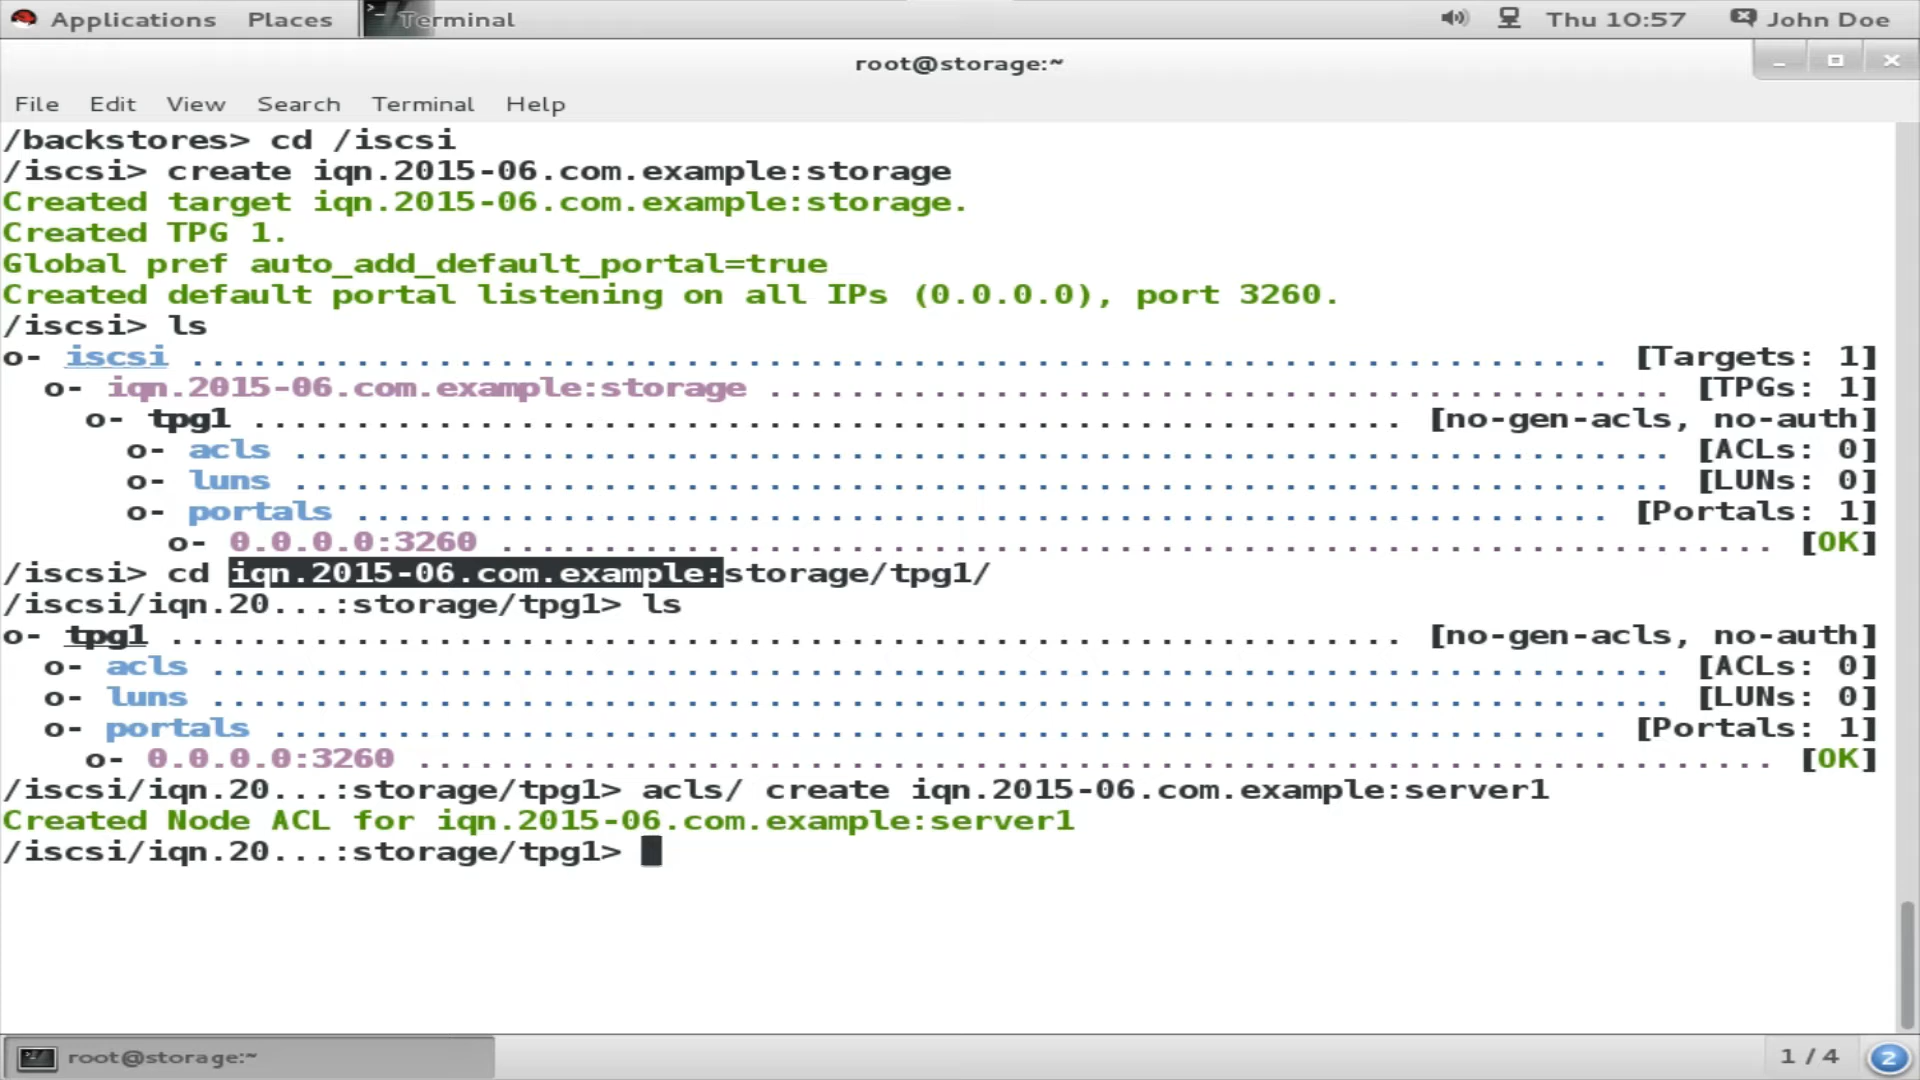 Applications Places Terminal Thu 10:57 John Doe
root@storage:~
File Edit View Search Terminal Help
/backstores> cd /iscsi
/iscsi> create iqn.2015-06.com.example:storage
Created target iqn.2015-06.com.example:storage.
Created TPG 1.
Global pref auto_add_default_portal=true
Created default portal listening on all IPs (0.0.0.0), port 3260.
/iscsi> ls
o- iscsi .................................................................... [Targets: 1]
o- iqn.2015-06.com.example:storage ............................................ [TPGs: 1]
o- tpg1 ........................................................ [no-gen-acls, no-auth]
o- acls ................................................................... [ACLs: 0]
o- luns ................................................................... [LUNs: 0]
o- portals ............................................................. [Portals: 1]
o- 0.0.0.0:3260 .............................................................. [OK]
/iscsi> cd iqn.2015-06.com.example:storage/tpg1/
/iscsi/iqn.20...:storage/tpg1> ls
o- tpg1 ............................................................ [no-gen-acls, no-auth]
o- acls ....................................................................... [ACLs: 0]
o- luns ....................................................................... [LUNs: 0]
o- portals ................................................................. [Portals: 1]
o- 0.0.0.0:3260 .................................................................. [OK]
/iscsi/iqn.20...:storage/tpg1> acls/ create iqn.2015-06.com.example:server1
Created Node ACL for iqn.2015-06.com.example:server1
/iscsi/iqn.20...:storage/tpg1>
root@storage:~ 1 / 4 2